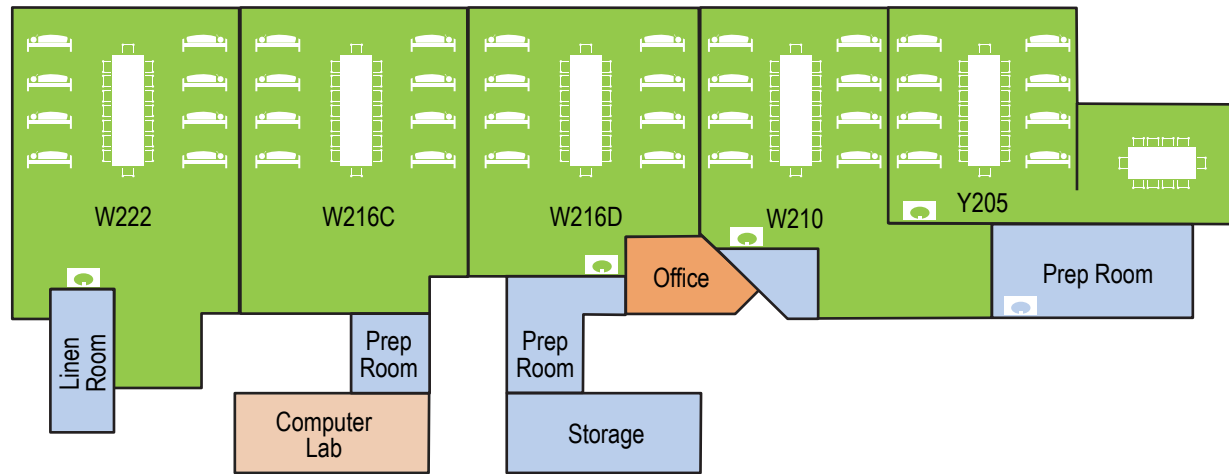 W222
W216C
W216D
W210
Y205
Office
Prep Room
Linen
Room
Prep
Room
Prep
Room
Computer
Lab
Storage